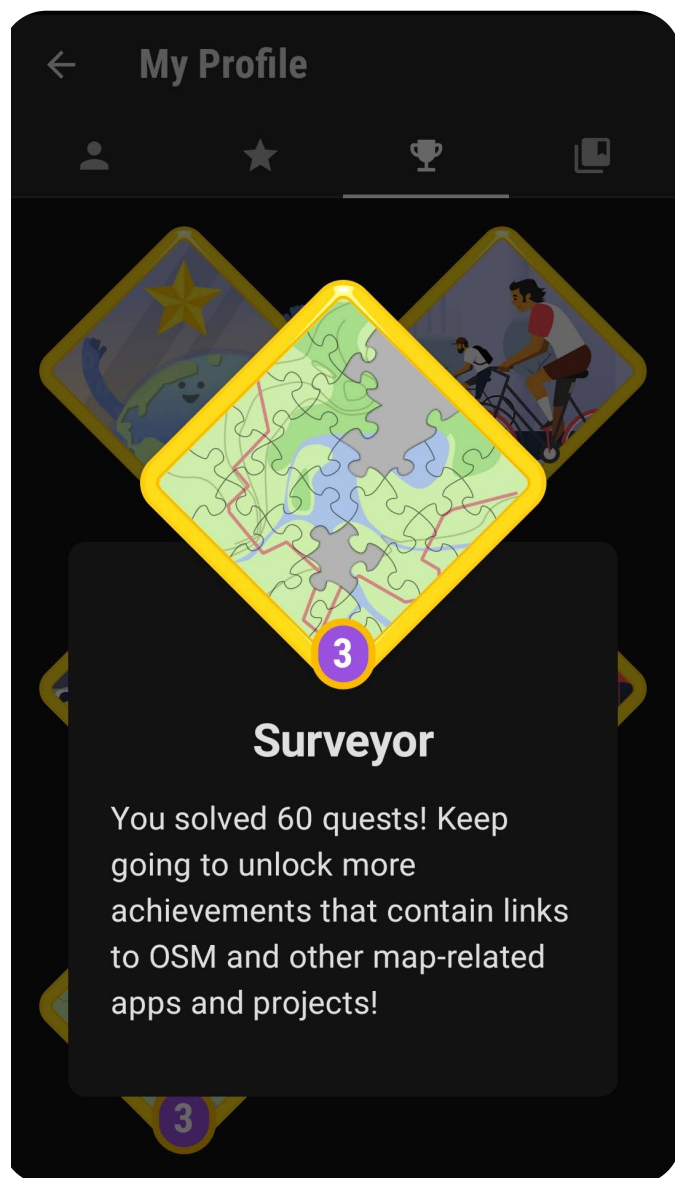 My Profile
3
Surveyor
You solved 60 quests! Keep
going to unlock more
achievements that contain links
to OSM and other map-related
apps and projects!
3